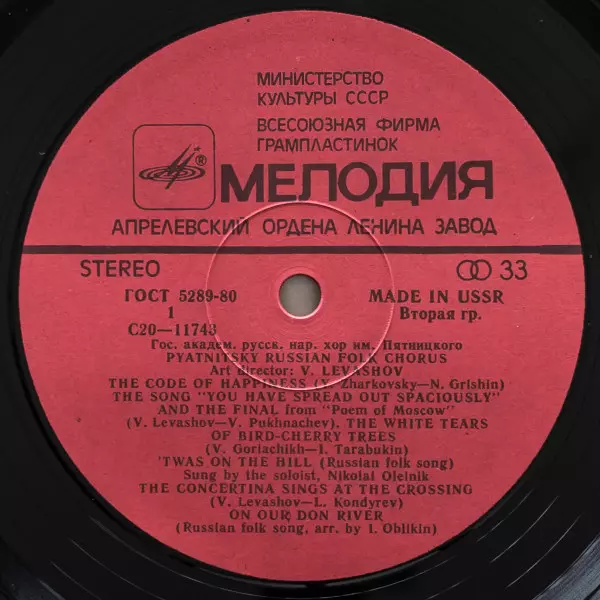 МИНИСТЕРСТВО
КУЛЬТУРЫ СССР
ВСЕСОЮЗНАЯ ФИРМА
ГРАМПЛАСТИНОК
®
МЕЛОДИЯ
АПРЕЛЕВСКИЙ ОРДЕНА ЛЕНИНА ЗАВОД
STEREO 33
ГОСТ 5289-80 MADE IN USSR
1 Вторая гр.
С20—11743
Гос. академ. русск. нар. хор им. Пятницкого
PYATNITSKY RUSSIAN FOLK CHORUS
Art Director: V. LEVASHOV
THE CODE OF HAPPINESS (Y. Zharkovsky—N. Grishin)
THE SONG "YOU HAVE SPREAD OUT SPACIOUSLY"
AND THE FINAL from "Poem of Moscow"
(V. Levashov—V. Pukhnachev). THE WHITE TEARS
OF BIRD-CHERRY TREES
(V. Goriachikh—I. Tarabukin)
'TWAS ON THE HILL (Russian folk song)
Sung by the soloist, Nikolai Oleinik
THE CONCERTINA SINGS AT THE CROSSING
(V. Levashov—L. Kondyrev)
ON OUR DON RIVER
(Russian folk song, arr. by I. Oblikin)